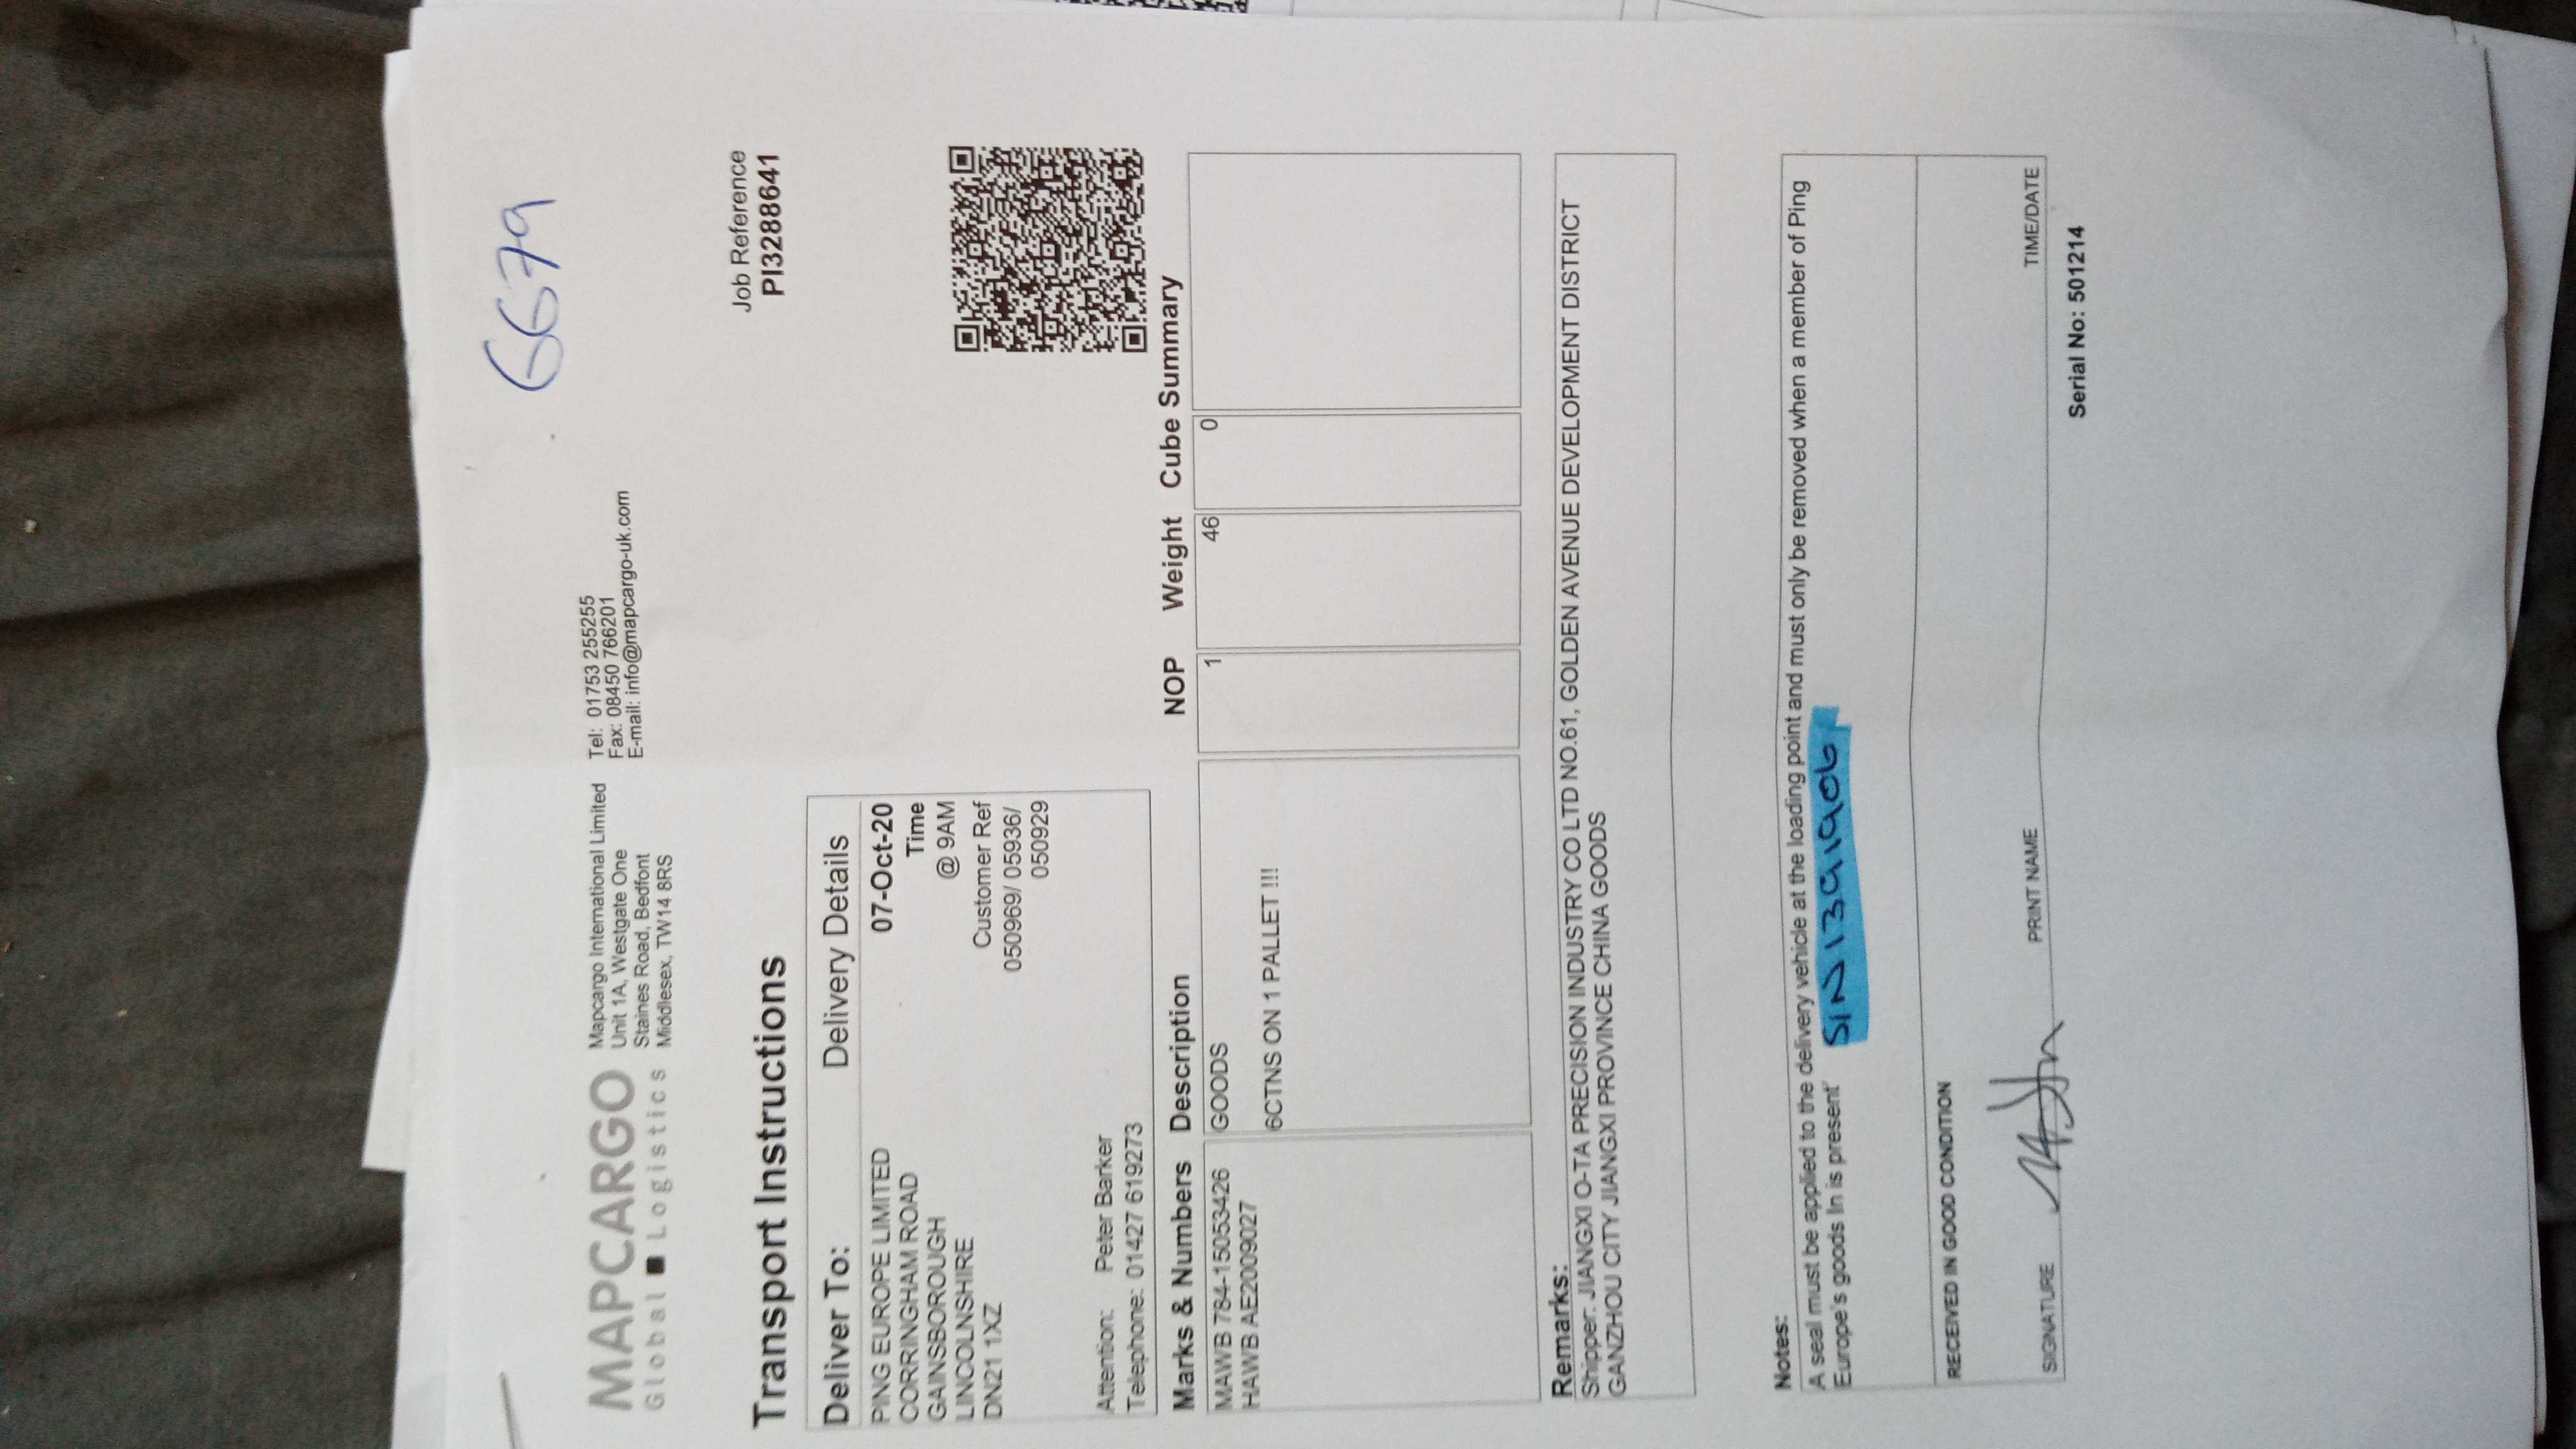 6679
MAPCARGO
Global ■ Logistics
Mapcargo International Limited
Unit 1A, Westgate One
Staines Road, Bedfont
Middlesex, TW14 8RS
Tel: 01753 255255
Fax: 08450 766201
E-mail: info@mapcargo-uk.com
Transport Instructions
Job Reference
PI3288641
Deliver To:
PING EUROPE LIMITED
CORRINGHAM ROAD
GAINSBOROUGH
LINCOLNSHIRE
DN21 1XZ
Attention: Peter Barker
Telephone: 01427 619273
Delivery Details
07-Oct-20
Time
@ 9AM
Customer Ref
050969/ 05936/
050929
Marks & Numbers Description NOP Weight Cube Summary
MAWB 784-15053426 GOODS 1 46 0
HAWB AE2009027
6CTNS ON 1 PALLET !!!
Remarks:
Shipper: JIANGXI O-TA PRECISION INDUSTRY CO LTD NO.61, GOLDEN AVENUE DEVELOPMENT DISTRICT
GANZHOU CITY JIANGXI PROVINCE CHINA GOODS
Notes:
A seal must be applied to the delivery vehicle at the loading point and must only be removed when a member of Ping
Europe's goods In is present"
RECEIVED IN GOOD CONDITION
SIGNATURE PRINT NAME TIME/DATE
Serial No: 501214